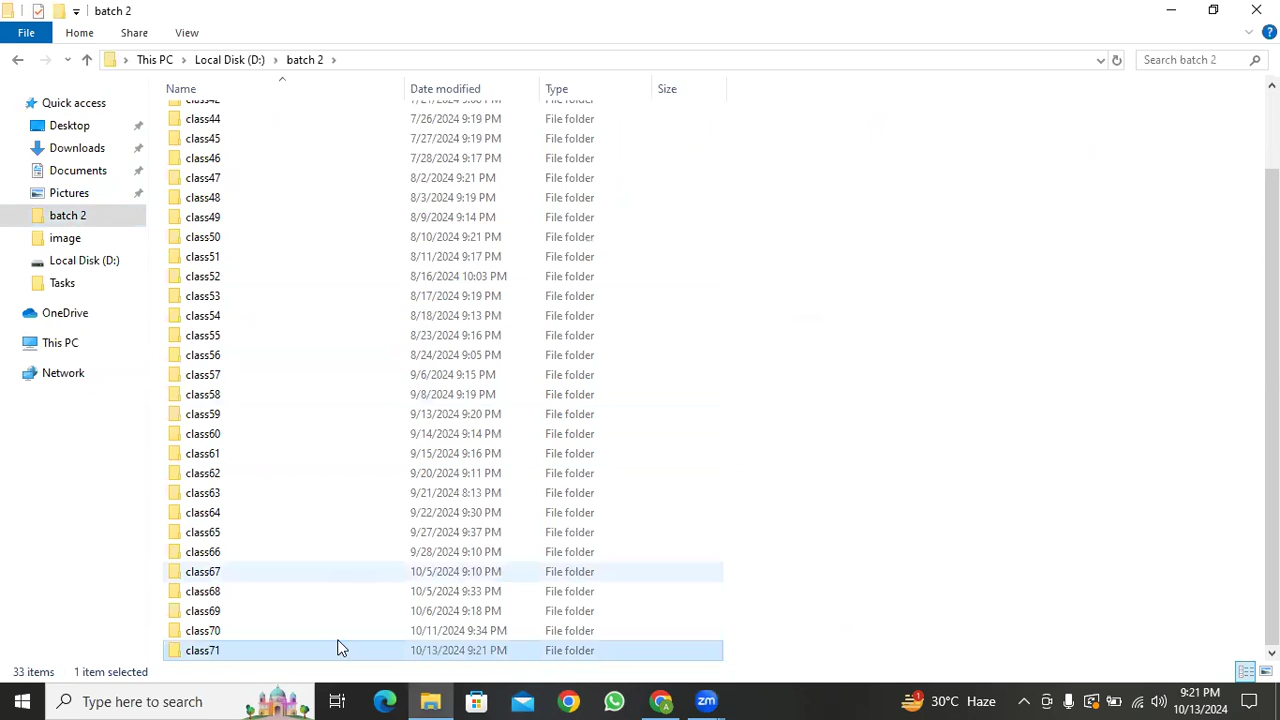 batch 2
File Home Share View
This PC Local Disk (D:) batch 2 Search batch 2
Name Date modified Type Size
Quick access
Desktop
Downloads
Documents
Pictures
batch 2
image
Local Disk (D:)
Tasks
OneDrive
This PC
Network
class44 7/26/2024 9:19 PM File folder
class45 7/27/2024 9:19 PM File folder
class46 7/28/2024 9:17 PM File folder
class47 8/2/2024 9:21 PM File folder
class48 8/3/2024 9:19 PM File folder
class49 8/9/2024 9:14 PM File folder
class50 8/10/2024 9:21 PM File folder
class51 8/11/2024 9:17 PM File folder
class52 8/16/2024 10:03 PM File folder
class53 8/17/2024 9:19 PM File folder
class54 8/18/2024 9:13 PM File folder
class55 8/23/2024 9:16 PM File folder
class56 8/24/2024 9:05 PM File folder
class57 9/6/2024 9:15 PM File folder
class58 9/8/2024 9:19 PM File folder
class59 9/13/2024 9:20 PM File folder
class60 9/14/2024 9:14 PM File folder
class61 9/15/2024 9:16 PM File folder
class62 9/20/2024 9:11 PM File folder
class63 9/21/2024 8:13 PM File folder
class64 9/22/2024 9:30 PM File folder
class65 9/27/2024 9:37 PM File folder
class66 9/28/2024 9:10 PM File folder
class67 10/5/2024 9:10 PM File folder
class68 10/5/2024 9:33 PM File folder
class69 10/6/2024 9:18 PM File folder
class70 10/11/2024 9:34 PM File folder
class71 10/13/2024 9:21 PM File folder
33 items 1 item selected
Type here to search zm 30°C Haze 9:21 PM
10/13/2024